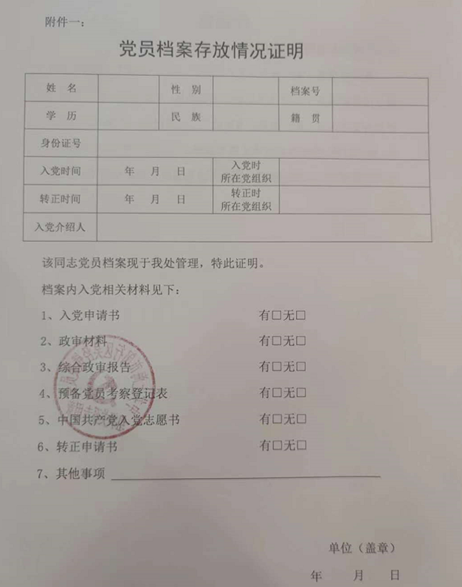 附件一：
党员档案存放情况证明
姓 名 性 别 档案号
学 历 民 族 籍 贯
身份证号
入党时间 年 月 日 入党时所在党组织
转正时间 年 月 日 转正时所在党组织
入党介绍人
该同志党员档案现于我处管理，特此证明。
档案内入党相关材料见下：
1、入党申请书 有□无□
2、政审材料 有□无□
3、综合政审报告 有□无□
4、预备党员考察登记表 有□无□
5、中国共产党入党志愿书 有□无□
6、转正申请书 有□无□
7、其他事项
单位（盖章）
年 月 日